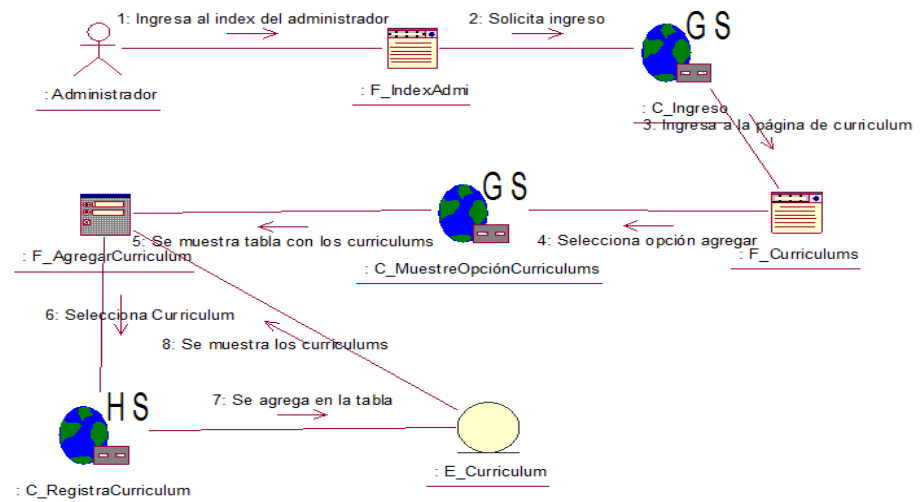 1: Ingresa al index del administrador
2: Solicita ingreso
GS
: Administrador
: F_IndexAdmi
: C_Ingreso
3: Ingresa a la página de curriculum
GS
5: Se muestra tabla con los curriculums
4: Selecciona opción agregar
: F_AgregarCurriculum
: C_MuestreOpciónCurriculums
: F_Curriculums
6: Selecciona Curriculum
8: Se muestra los curriculums
HS
7: Se agrega en la tabla
: C_RegistraCurriculum
: E_Curriculum